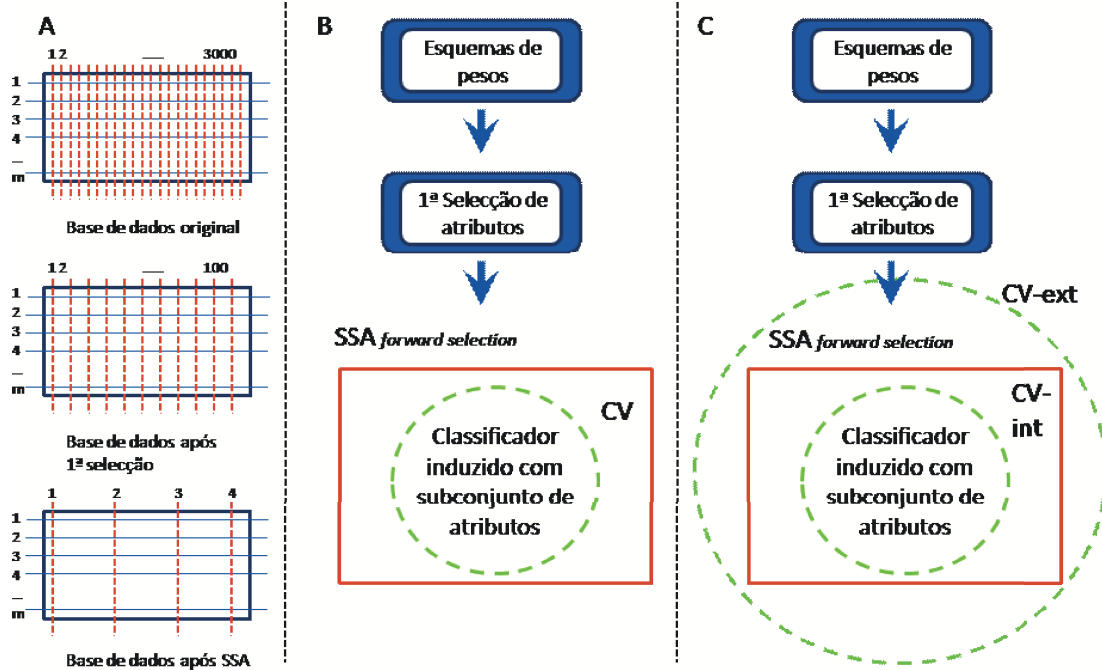 A
1 2 — 3000
1
2
3
4
–
m
Base de dados original
1 2 — 100
1
2
3
4
–
m
Base de dados após
1ª selecção
1 2 3 4
1
2
3
4
–
m
Base de dados após SSA
B
Esquemas de
pesos
1ª Selecção de
atributos
SSA forward selection
CV
Classificador
induzido com
subconjunto de
atributos
C
Esquemas de
pesos
1ª Selecção de
atributos
CV-ext
SSA forward selection
CV-
int
Classificador
induzido com
subconjunto de
atributos